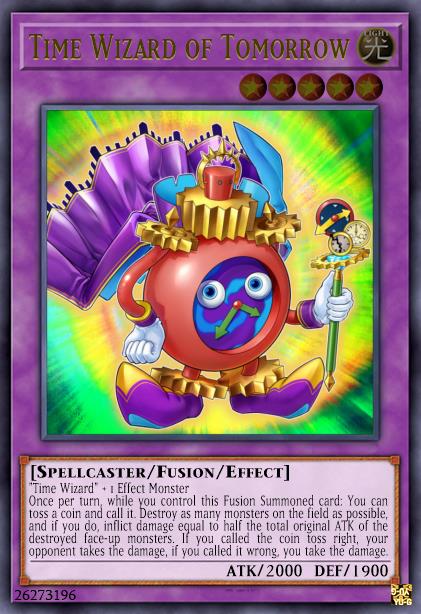 TIME WIZARD OF TOMORROW
LIGHT
光
[SPELLCASTER/FUSION/EFFECT]
"Time Wizard" + 1 Effect Monster
Once per turn, while you control this Fusion Summoned card: You can
toss a coin and call it. Destroy as many monsters on the field as possible,
and if you do, inflict damage equal to half the total original ATK of the
destroyed face-up monsters. If you called the coin toss right, your
opponent takes the damage, if you called it wrong, you take the damage.
ATK/2000 DEF/1900
26273196